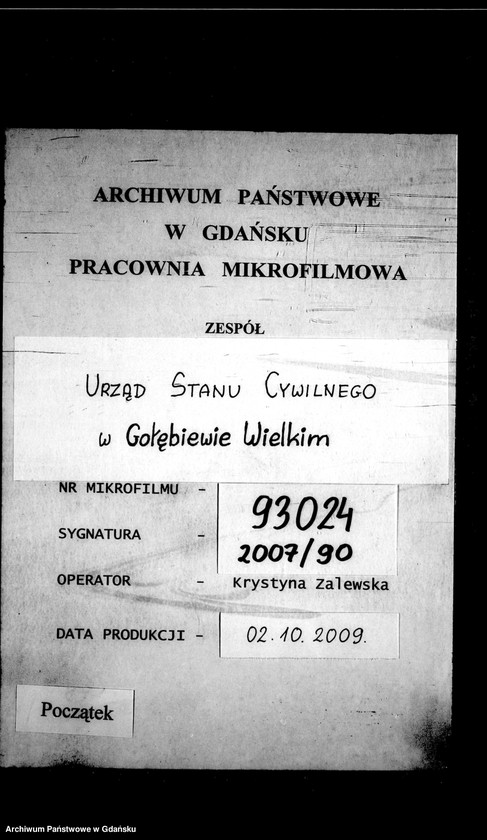 ARCHIWUM PAŃSTWOWE
W GDAŃSKU
PRACOWNIA MIKROFILMOWA
ZESPÓŁ
URZĄD STANU CYWILNEGO
w Gołębiewie Wielkim
NR MIKROFILMU - 93024
SYGNATURA - 2007/90
OPERATOR - Krystyna Zalewska
DATA PRODUKCJI - 02.10.2009.
Początek
Archiwum Państwowe w Gdańsku